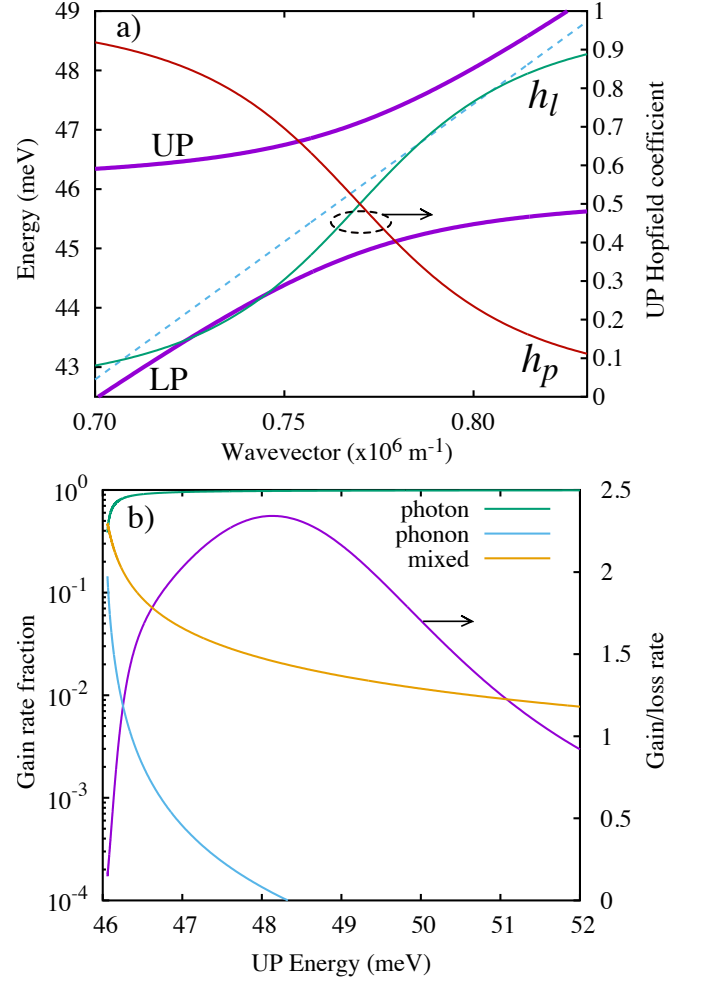 a)
49
48
47
46
45
44
43
Energy (meV)
UP
LP
h_l
h_p
1
0.9
0.8
0.7
0.6
0.5
0.4
0.3
0.2
0.1
0
UP Hopfield coefficient
0.70 0.75 0.80
Wavevector (x10⁶ m⁻¹)
b)
10⁰
10⁻¹
10⁻²
10⁻³
10⁻⁴
Gain rate fraction
photon
phonon
mixed
2.5
2
1.5
1
0.5
0
Gain/loss rate
46 47 48 49 50 51 52
UP Energy (meV)